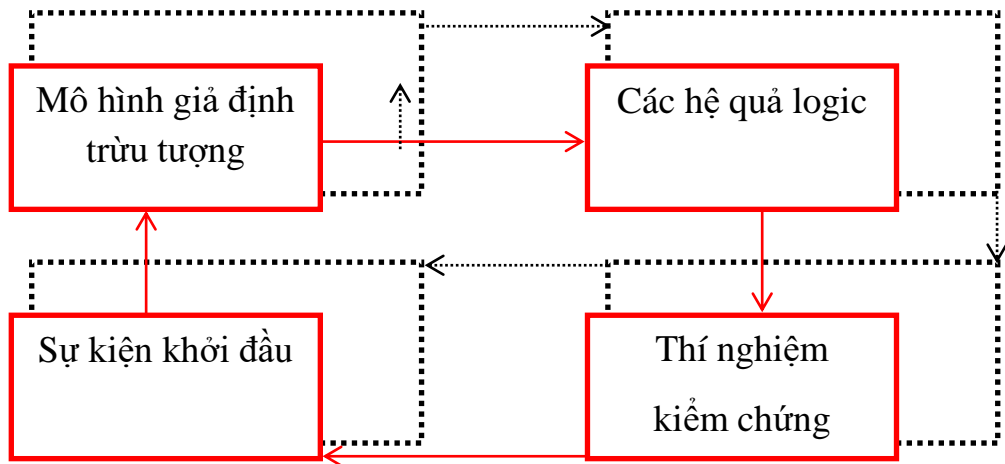 Mô hình giả định
trừu tượng
Các hệ quả logic
Sự kiện khởi đầu
Thí nghiệm
kiểm chứng